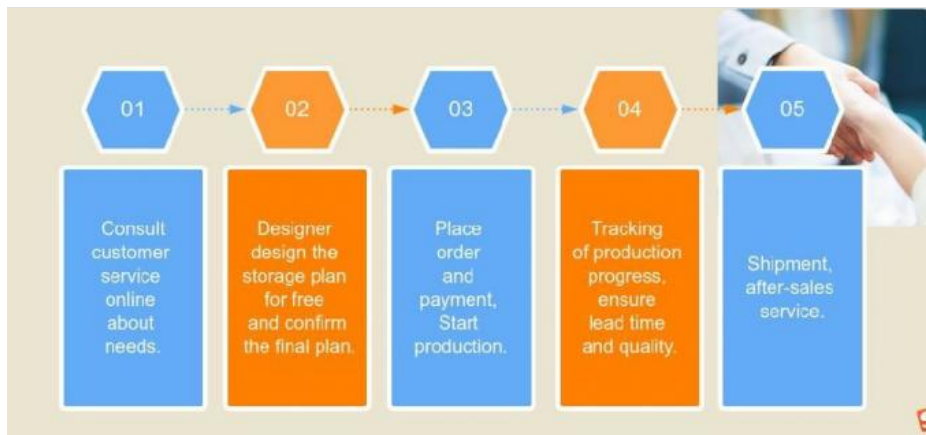 01
02
03
04
05
Consult
customer
service
online
about
needs.
Designer
design the
storage plan
for free
and confirm
the final plan.
Place
order
and
payment,
Start
production.
Tracking
of production
progress,
ensure
lead time
and quality.
Shipment,
after-sales
service.